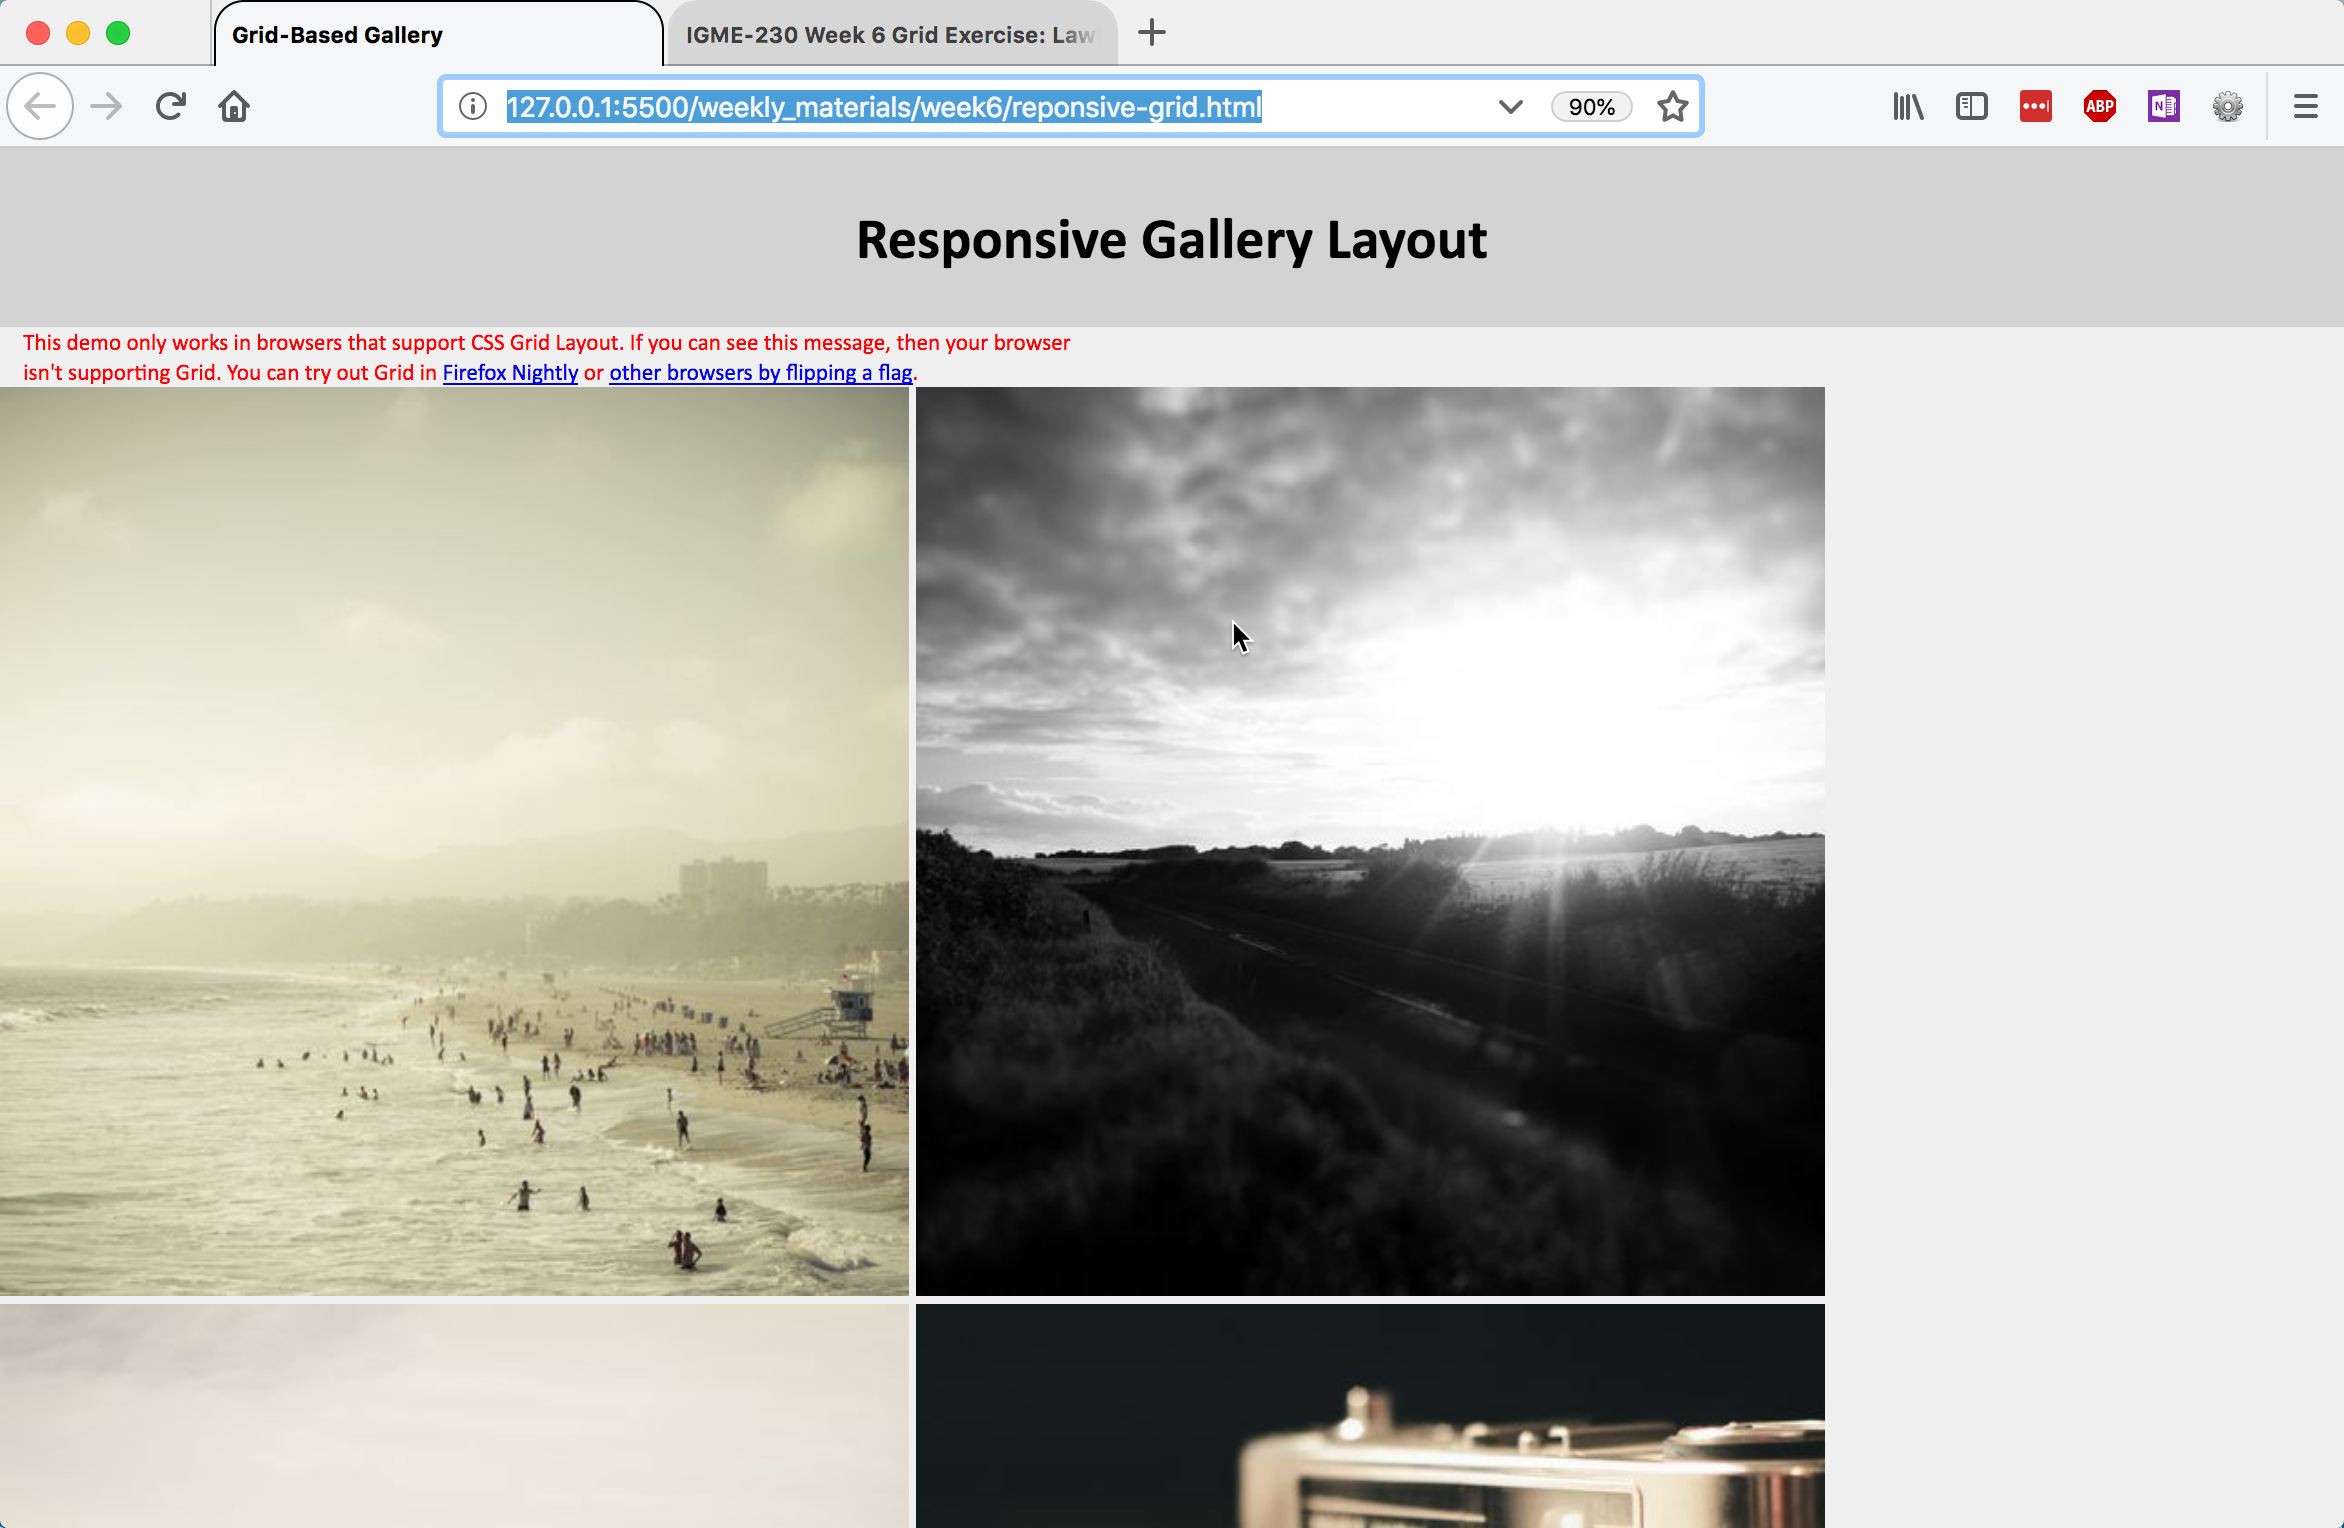 Grid-Based Gallery
IGME-230 Week 6 Grid Exercise: Law
127.0.0.1:5500/weekly_materials/week6/reponsive-grid.html
90%
ABP
N
Responsive Gallery Layout
This demo only works in browsers that support CSS Grid Layout. If you can see this message, then your browser
isn't supporting Grid. You can try out Grid in Firefox Nightly or other browsers by flipping a flag.